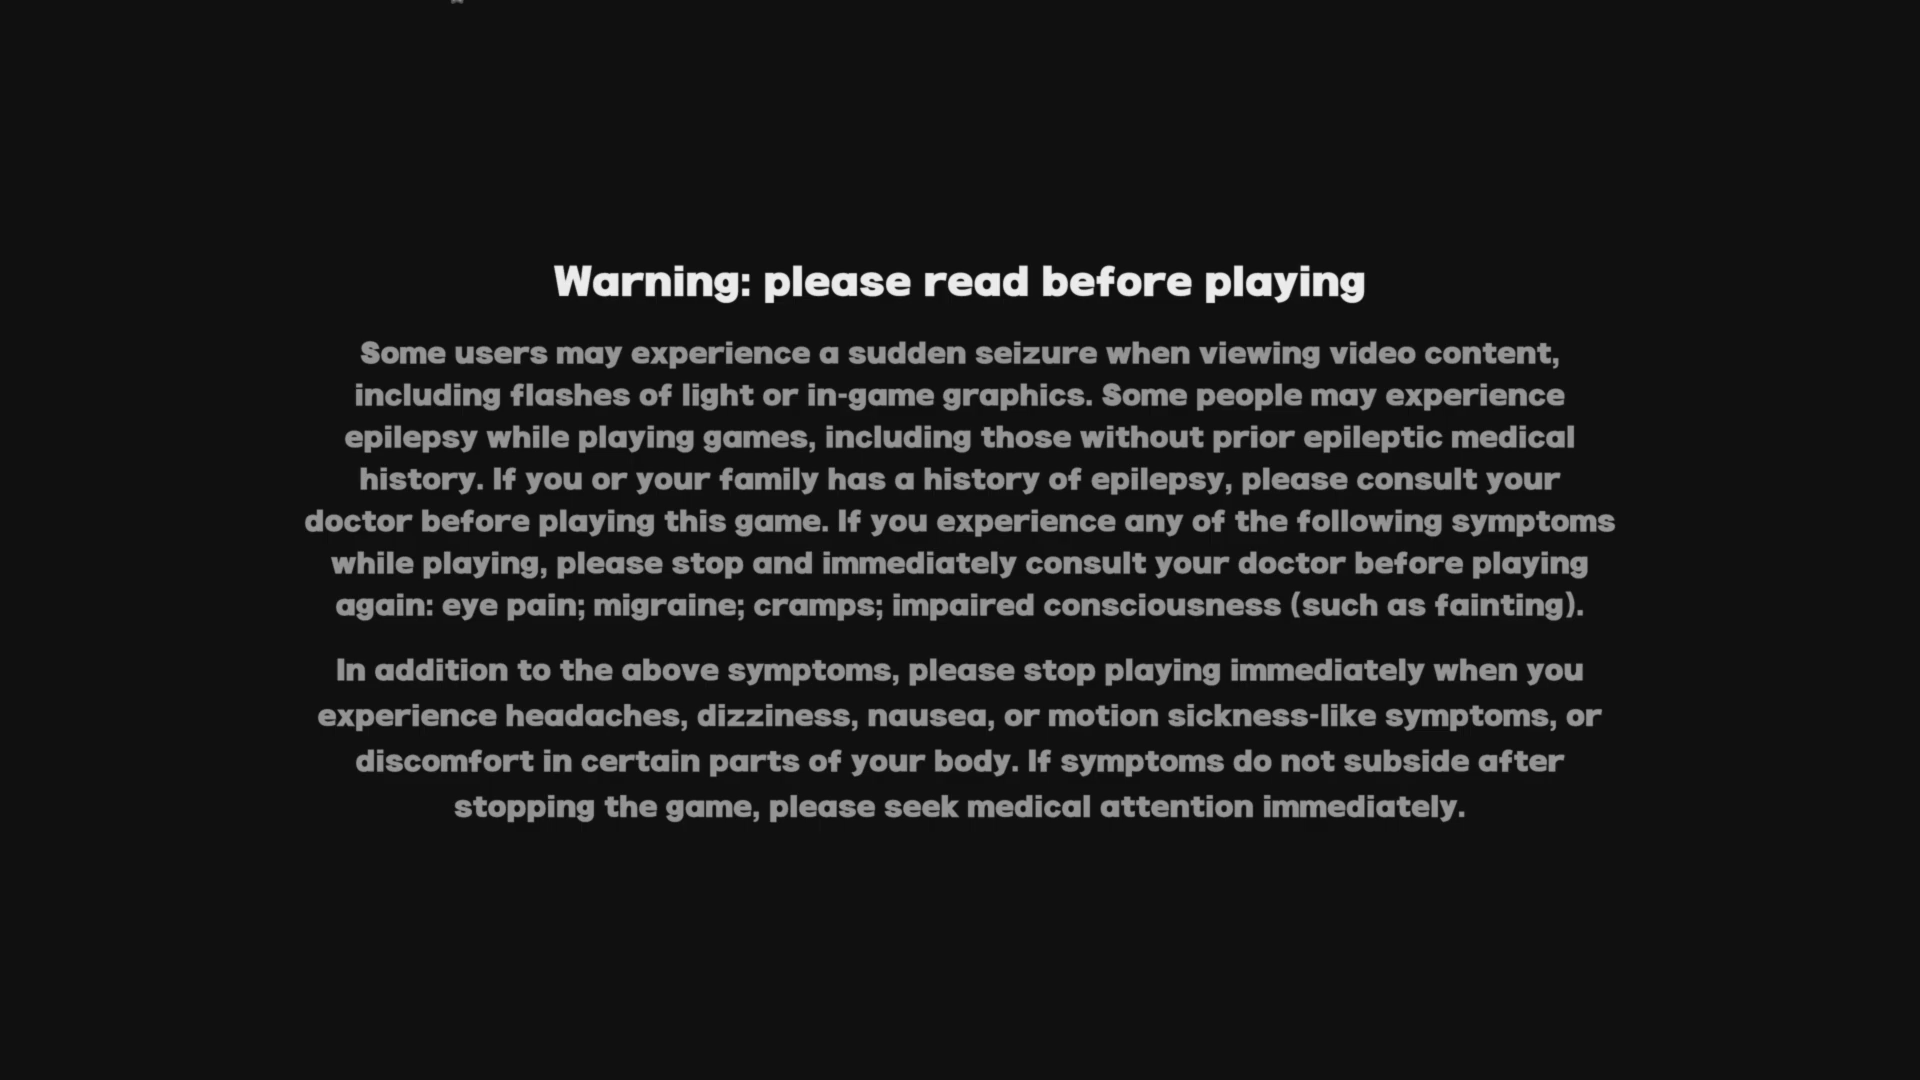 Warning: please read before playing
Some users may experience a sudden seizure when viewing video content,
including flashes of light or in-game graphics. Some people may experience
epilepsy while playing games, including those without prior epileptic medical
history. If you or your family has a history of epilepsy, please consult your
doctor before playing this game. If you experience any of the following symptoms
while playing, please stop and immediately consult your doctor before playing
again: eye pain; migraine; cramps; impaired consciousness (such as fainting).
In addition to the above symptoms, please stop playing immediately when you
experience headaches, dizziness, nausea, or motion sickness-like symptoms, or
discomfort in certain parts of your body. If symptoms do not subside after
stopping the game, please seek medical attention immediately.